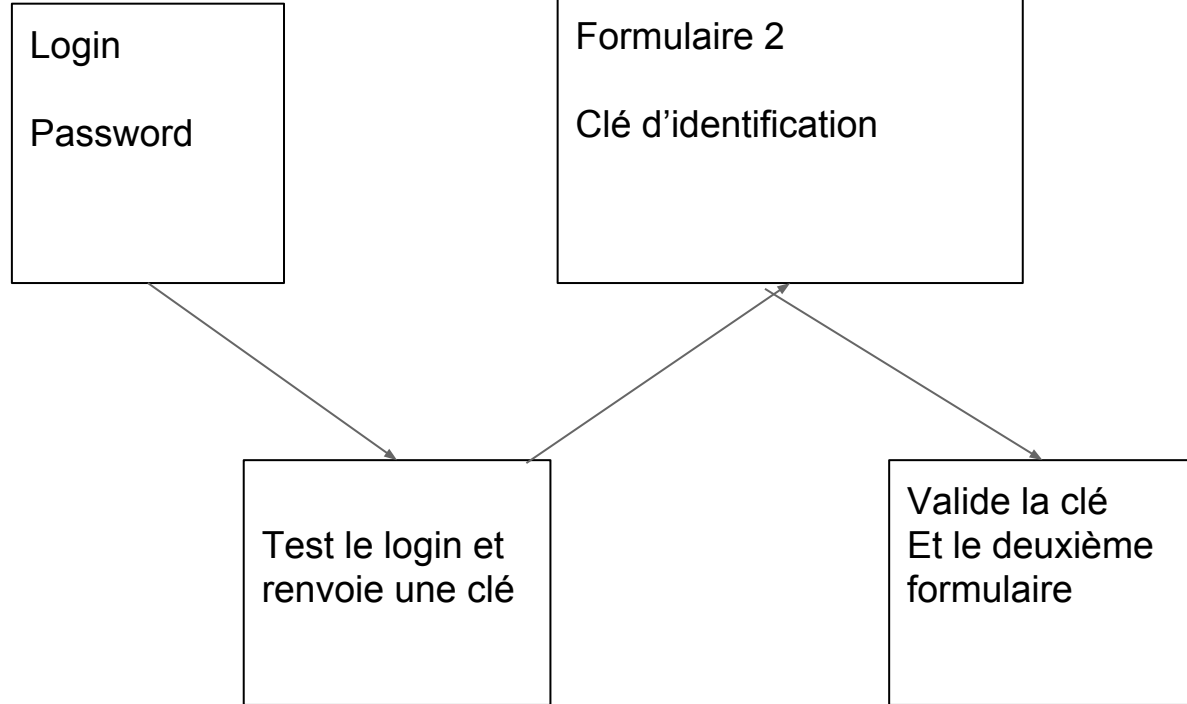 Login
Password
Formulaire 2
Clé d’identification
Test le login et
renvoie une clé
Valide la clé
Et le deuxième
formulaire